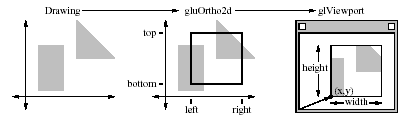 Drawing gluOrtho2d glViewport
top
bottom
left right
height
(x,y)
width